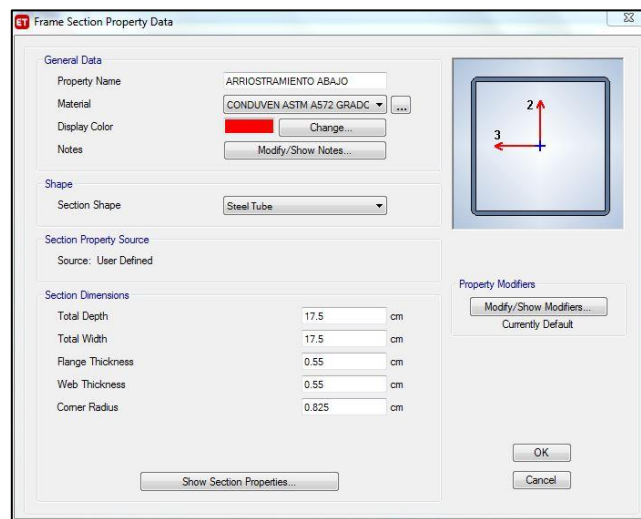 ET Frame Section Property Data
General Data
Property Name ARRIOSTRAMIENTO ABAJO
Material CONDUVEN ASTM A572 GRADC ...
Display Color Change...
Notes Modify/Show Notes...
Shape
Section Shape Steel Tube
Section Property Source
Source: User Defined
Section Dimensions
Total Depth 17.5 cm
Total Width 17.5 cm
Flange Thickness 0.55 cm
Web Thickness 0.55 cm
Corner Radius 0.825 cm
Show Section Properties...
2
3
Property Modifiers
Modify/Show Modifiers...
Currently Default
OK
Cancel